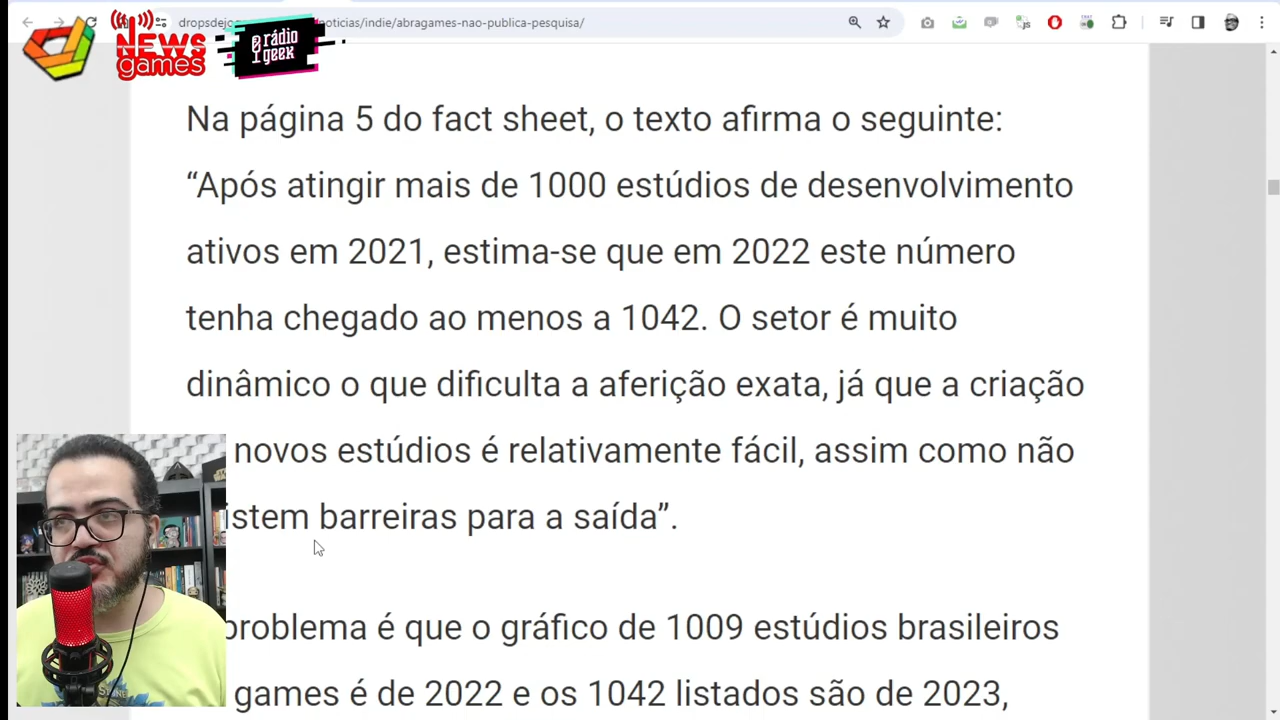 dropsdejog
noticias/indie/abragames-nao-publica-pesquisa/
NEWS
games
rádio
geek
Na página 5 do fact sheet, o texto afirma o seguinte:
“Após atingir mais de 1000 estúdios de desenvolvimento
ativos em 2021, estima-se que em 2022 este número
tenha chegado ao menos a 1042. O setor é muito
dinâmico o que dificulta a aferição exata, já que a criação
novos estúdios é relativamente fácil, assim como não
istem barreiras para a saída”.
problema é que o gráfico de 1009 estúdios brasileiros
games é de 2022 e os 1042 listados são de 2023,